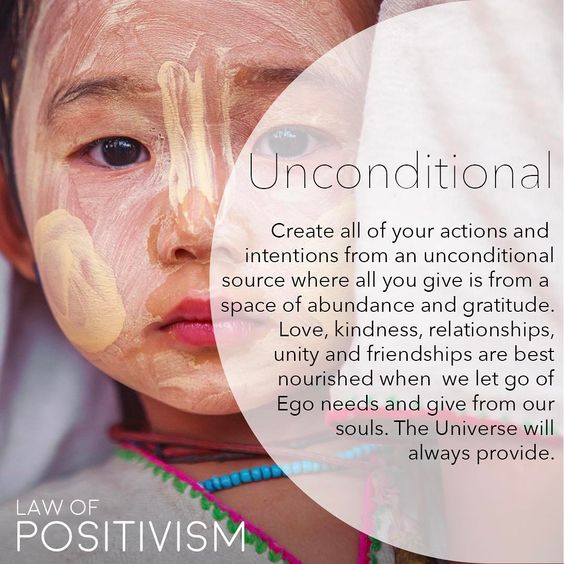 Unconditional
Create all of your actions and
intentions from an unconditional
source where all you give is from a
space of abundance and gratitude.
Love, kindness, relationships,
unity and friendships are best
nourished when we let go of
Ego needs and give from our
souls. The Universe will
always provide.
LAW OF
POSITIVISM